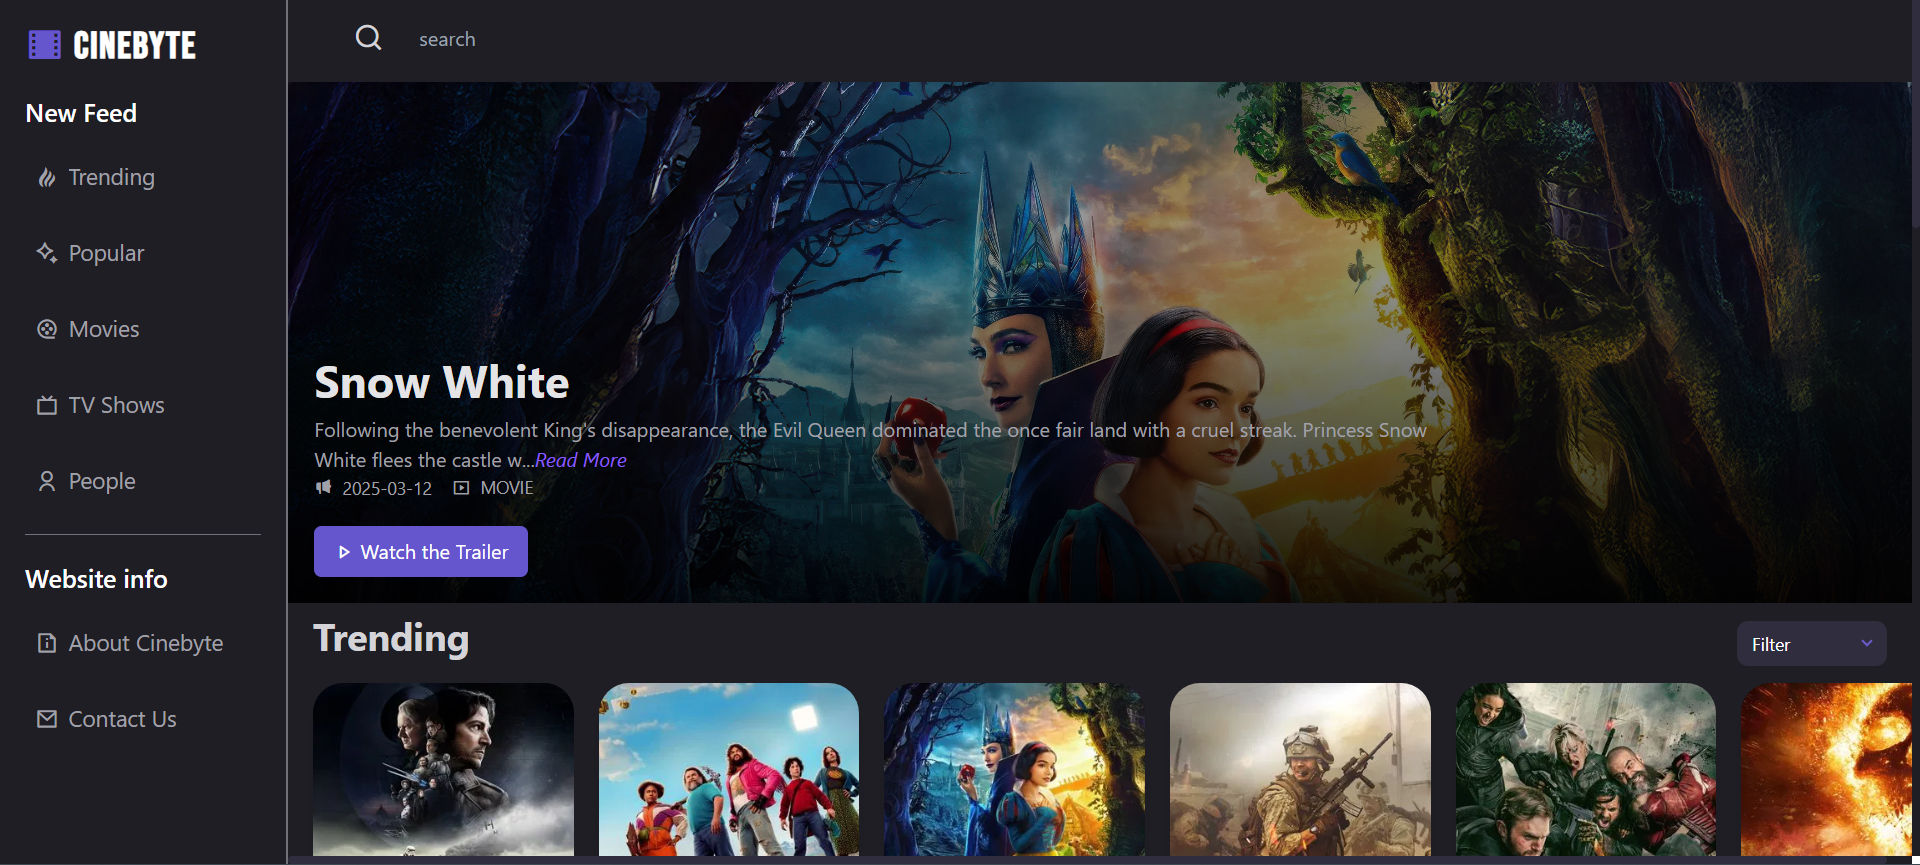 CINEBYTE
search
New Feed
Trending
Popular
Movies
TV Shows
People
Website info
About Cinebyte
Contact Us
Snow White
Following the benevolent King's disappearance, the Evil Queen dominated the once fair land with a cruel streak. Princess Snow
White flees the castle w...Read More
2025-03-12 MOVIE
Watch the Trailer
Trending
Filter